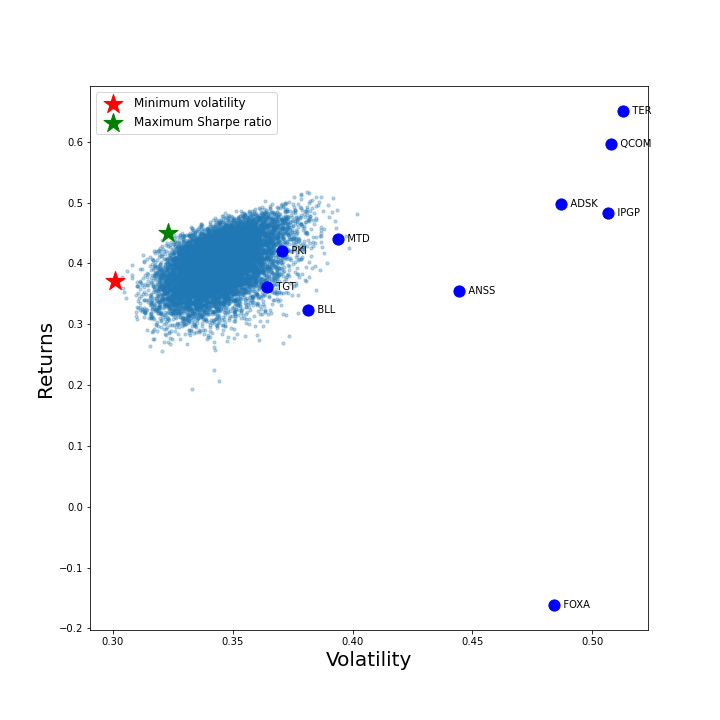 Minimum volatility
Maximum Sharpe ratio
TER
QCOM
ADSK
IPGP
MTD
PKI
TGT
ANSS
BLL
FOXA
0.6
0.5
0.4
0.3
0.2
0.1
0.0
−0.1
−0.2
Returns
0.30
0.35
0.40
0.45
0.50
Volatility